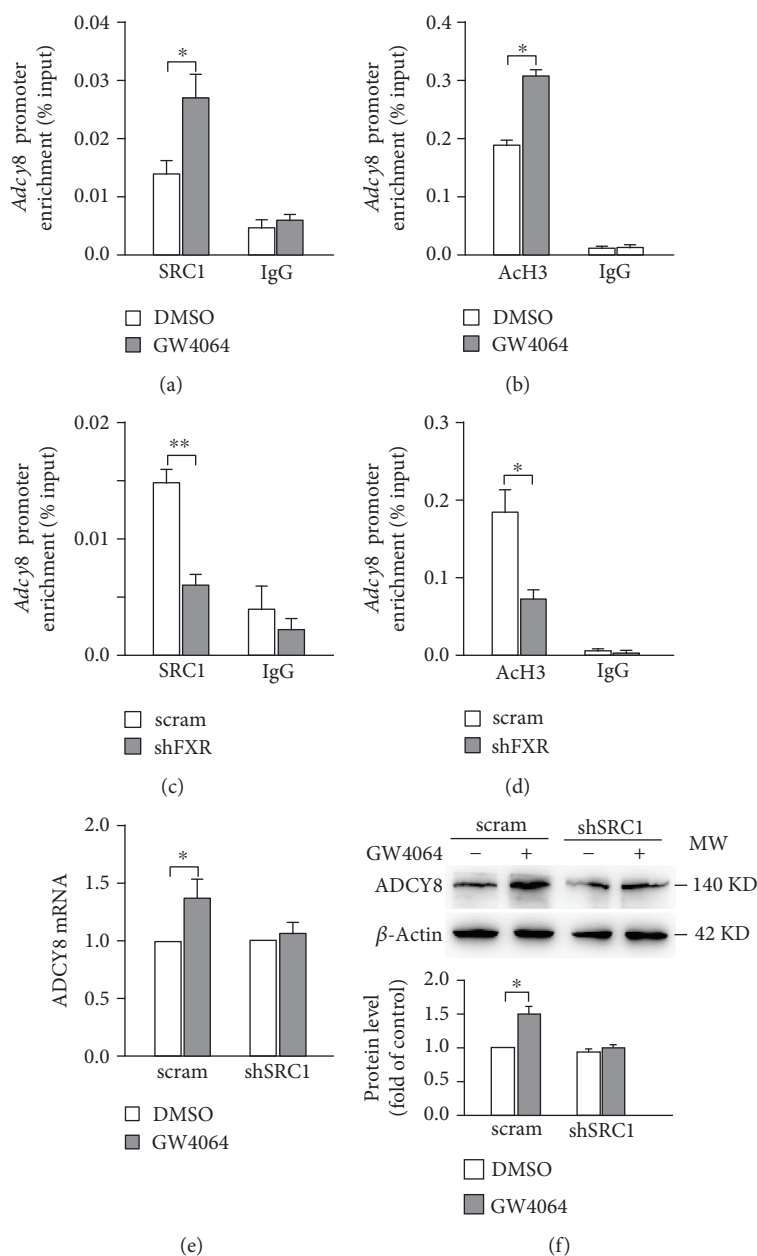 0.04
0.03
0.02
0.01
0.0
Adcy8 promoter
enrichment (% input)
*
SRC1 IgG
DMSO
GW4064
(a)
0.4
0.3
0.2
0.1
0.0
Adcy8 promoter
enrichment (% input)
*
AcH3 IgG
DMSO
GW4064
(b)
0.02
0.01
0.0
Adcy8 promoter
enrichment (% input)
**
SRC1 IgG
scram
shFXR
(c)
0.3
0.2
0.1
0.0
Adcy8 promoter
enrichment (% input)
*
AcH3 IgG
scram
shFXR
(d)
2.0
1.5
1.0
0.5
0.0
ADCY8 mRNA
*
scram shSRC1
DMSO
GW4064
(e)
scram shSRC1 MW
GW4064 − + − +
ADCY8 140 KD
β-Actin 42 KD
2.0
1.5
1.0
0.5
0.0
Protein level
(fold of control)
*
scram shSRC1
DMSO
GW4064
(f)